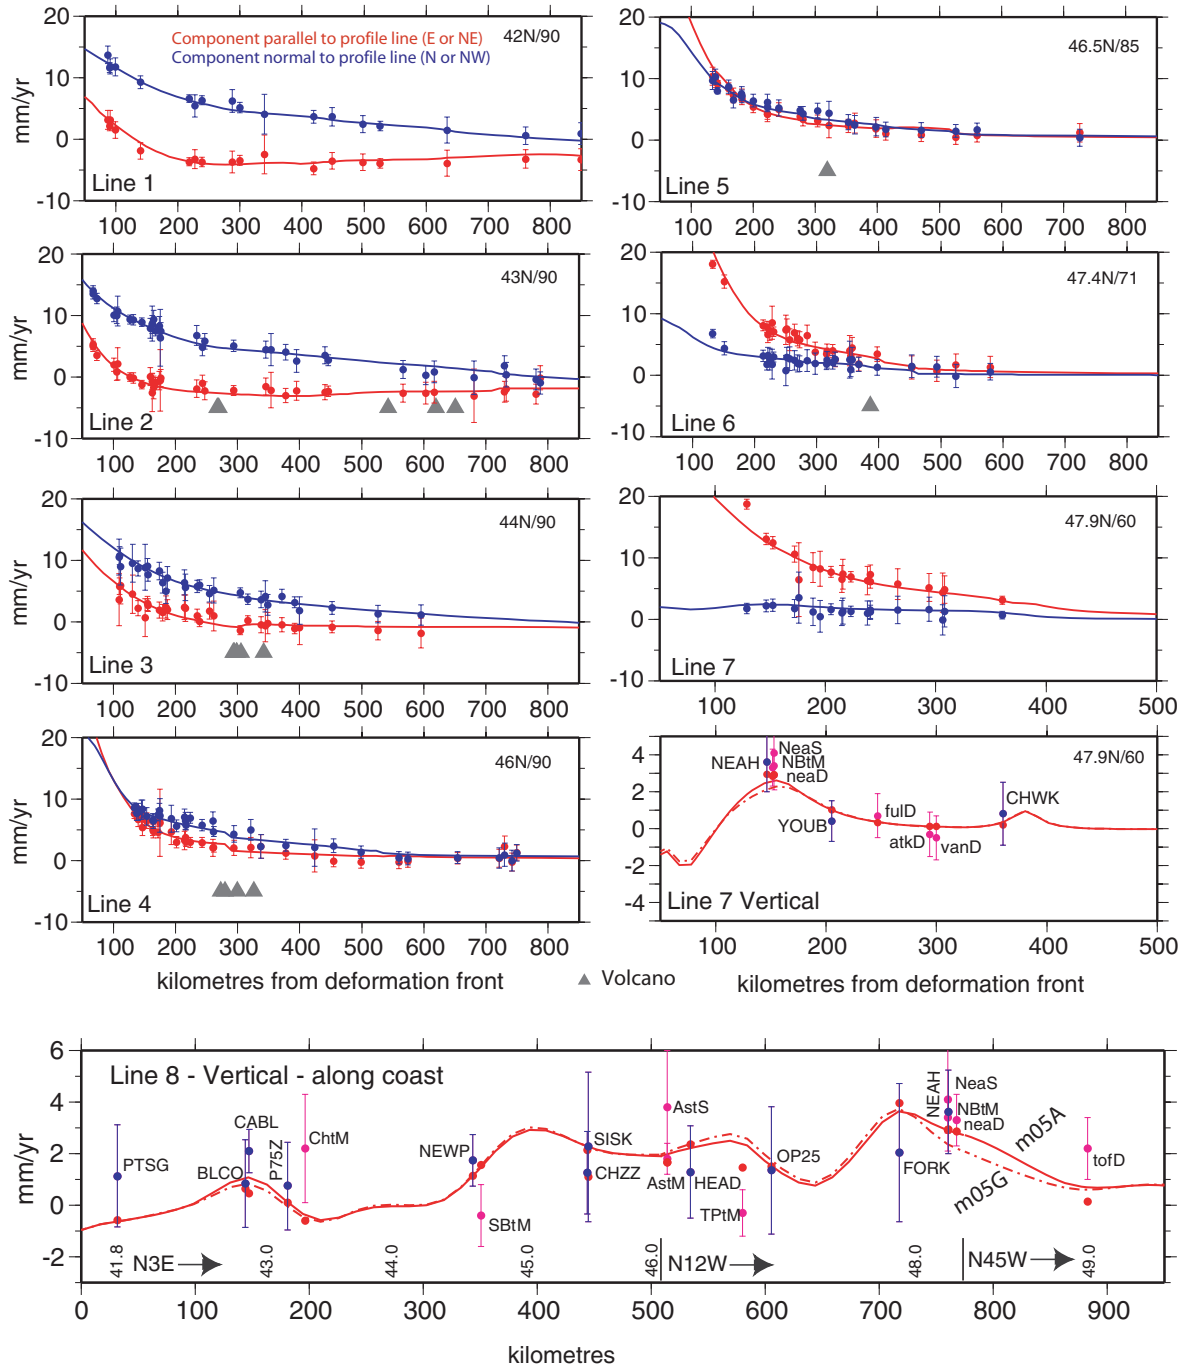 Component parallel to profile line (E or NE)
Component normal to profile line (N or NW)
42N/90
20
10
0
-10
mm/yr
Line 1
100 200 300 400 500 600 700 800
43N/90
20
10
0
-10
mm/yr
Line 2
100 200 300 400 500 600 700 800
44N/90
20
10
0
-10
mm/yr
Line 3
100 200 300 400 500 600 700 800
46N/90
20
10
0
-10
mm/yr
Line 4
100 200 300 400 500 600 700 800
kilometres from deformation front
Volcano
46.5N/85
20
10
0
-10
Line 5
100 200 300 400 500 600 700 800
47.4N/71
20
10
0
-10
Line 6
100 200 300 400 500 600 700 800
47.9N/60
20
10
0
-10
Line 7
100 200 300 400 500
47.9N/60
4
2
0
-2
-4
NEAH
NeaS
NBtM
neaD
YOUB
fulD
atkD
vanD
CHWK
Line 7 Vertical
100 200 300 400 500
kilometres from deformation front
6
4
2
0
-2
mm/yr
Line 8 - Vertical - along coast
PTSG
BLCO
CABL
P75Z
ChtM
NEWP
SBtM
SISK
CHZZ
AstS
AstM
HEAD
TPtM
OP25
FORK
NEAH
NeaS
NBtM
neaD
m05A
m05G
tofD
41.8
N3E
43.0
44.0
45.0
46.0
N12W
48.0
N45W
49.0
0 100 200 300 400 500 600 700 800 900
kilometres